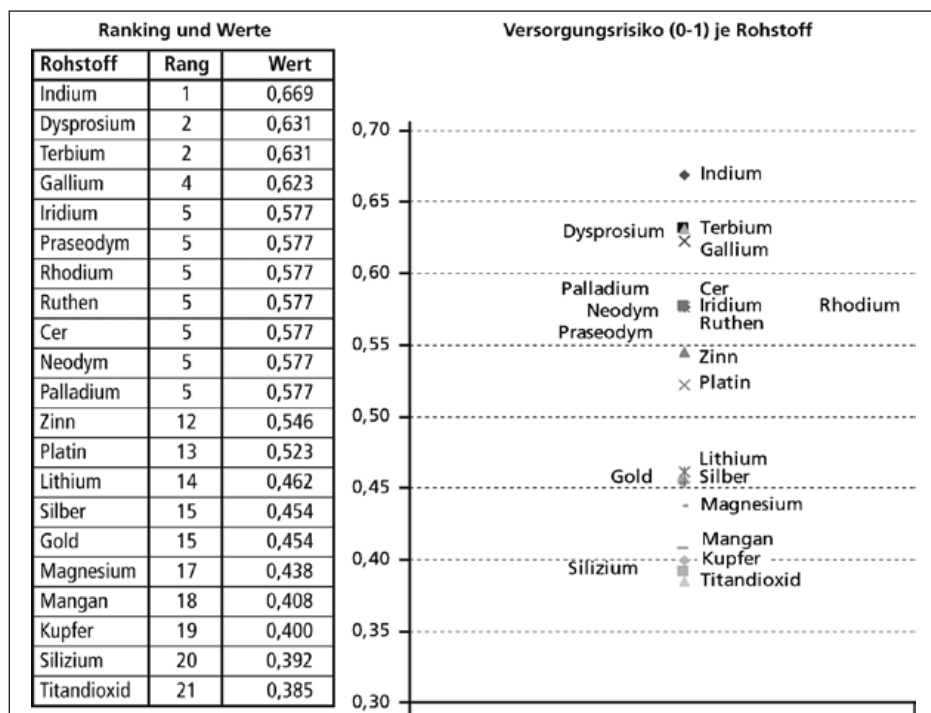 Ranking und Werte
Rohstoff Rang Wert
Indium 1 0,669
Dysprosium 2 0,631
Terbium 2 0,631
Gallium 4 0,623
Iridium 5 0,577
Praseodym 5 0,577
Rhodium 5 0,577
Ruthen 5 0,577
Cer 5 0,577
Neodym 5 0,577
Palladium 5 0,577
Zinn 12 0,546
Platin 13 0,523
Lithium 14 0,462
Silber 15 0,454
Gold 15 0,454
Magnesium 17 0,438
Mangan 18 0,408
Kupfer 19 0,400
Silizium 20 0,392
Titandioxid 21 0,385
Versorgungsrisiko (0-1) je Rohstoff
0,70
Indium
0,65
Dysprosium Terbium
Gallium
0,60
Palladium Cer
Neodym Iridium Rhodium
Praseodym Ruthen
0,55
Zinn
Platin
0,50
Lithium
Gold Silber
0,45
Magnesium
Mangan
0,40 Kupfer
Silizium Titandioxid
0,35
0,30